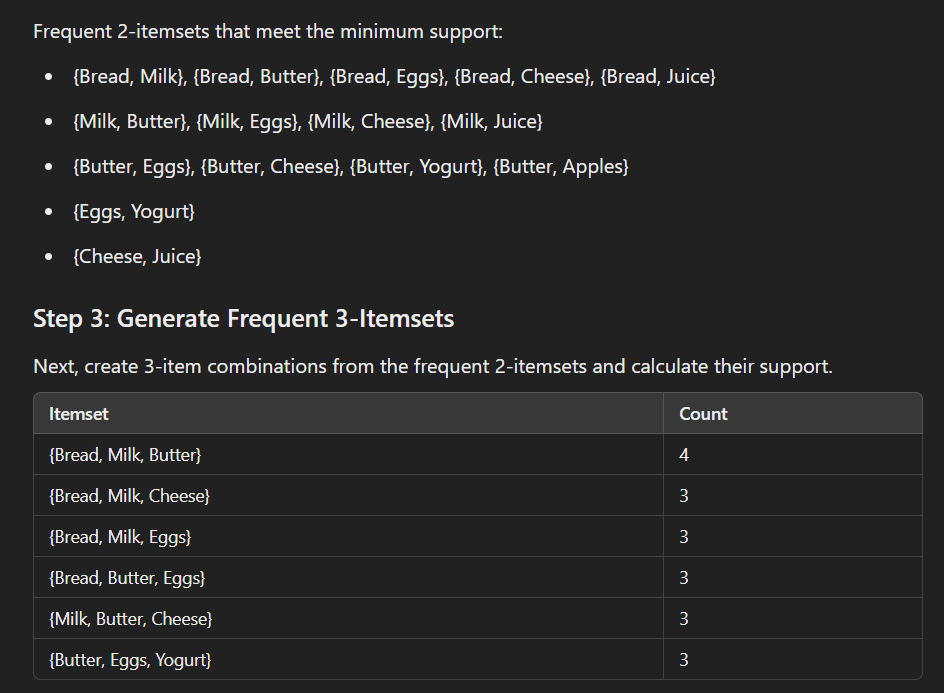 Frequent 2-itemsets that meet the minimum support:
• {Bread, Milk}, {Bread, Butter}, {Bread, Eggs}, {Bread, Cheese}, {Bread, Juice}
• {Milk, Butter}, {Milk, Eggs}, {Milk, Cheese}, {Milk, Juice}
• {Butter, Eggs}, {Butter, Cheese}, {Butter, Yogurt}, {Butter, Apples}
• {Eggs, Yogurt}
• {Cheese, Juice}
Step 3: Generate Frequent 3-Itemsets
Next, create 3-item combinations from the frequent 2-itemsets and calculate their support.
Itemset Count
{Bread, Milk, Butter} 4
{Bread, Milk, Cheese} 3
{Bread, Milk, Eggs} 3
{Bread, Butter, Eggs} 3
{Milk, Butter, Cheese} 3
{Butter, Eggs, Yogurt} 3